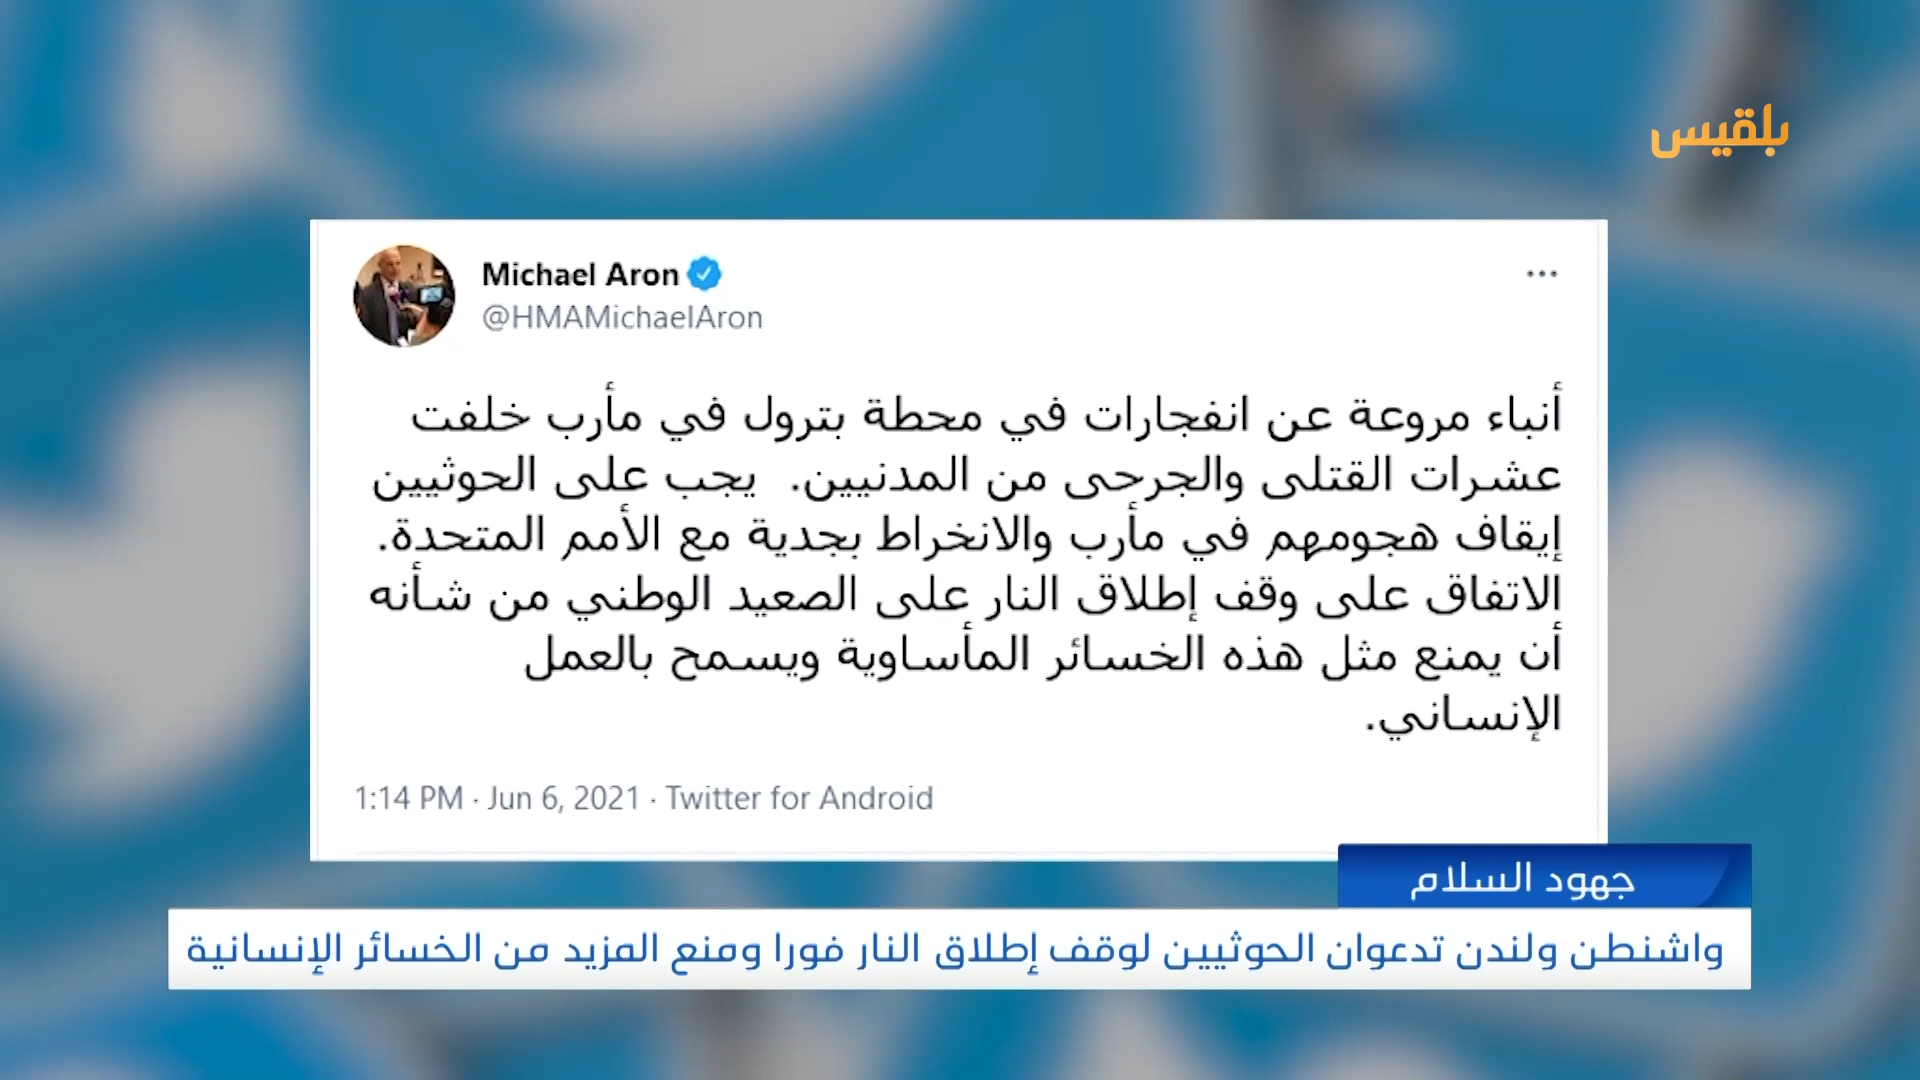 بلقيس
Michael Aron
@HMAMichaelAron
أنباء مروعة عن انفجارات في محطة بترول في مأرب خلفت
عشرات القتلى والجرحى من المدنيين. يجب على الحوثيين
إيقاف هجومهم في مأرب والانخراط بجدية مع الأمم المتحدة.
الاتفاق على وقف إطلاق النار على الصعيد الوطني من شأنه
أن يمنع مثل هذه الخسائر المأساوية ويسمح بالعمل
الإنساني.
1:14 PM · Jun 6, 2021 · Twitter for Android
جهود السلام
واشنطن ولندن تدعوان الحوثيين لوقف إطلاق النار فورا ومنع المزيد من الخسائر الإنسانية